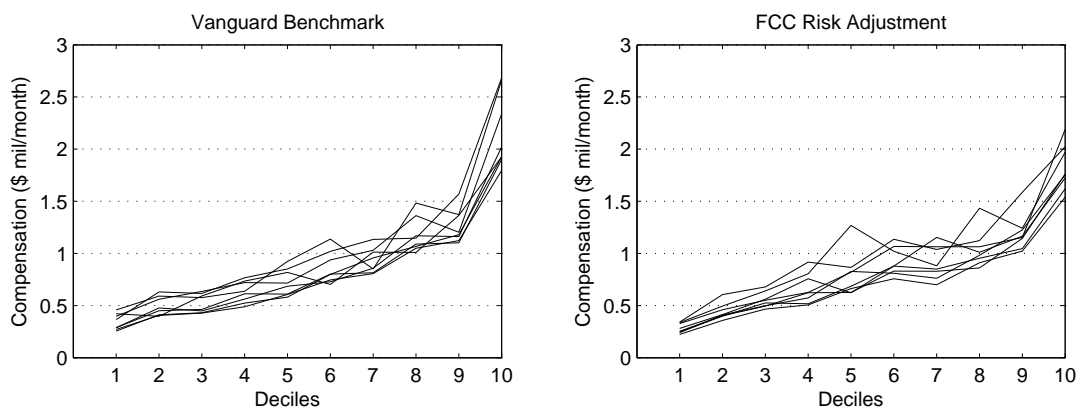 Vanguard Benchmark
Compensation ($ mil/month)
3
2.5
2
1.5
1
0.5
0
1 2 3 4 5 6 7 8 9 10
Deciles
FCC Risk Adjustment
Compensation ($ mil/month)
3
2.5
2
1.5
1
0.5
0
1 2 3 4 5 6 7 8 9 10
Deciles